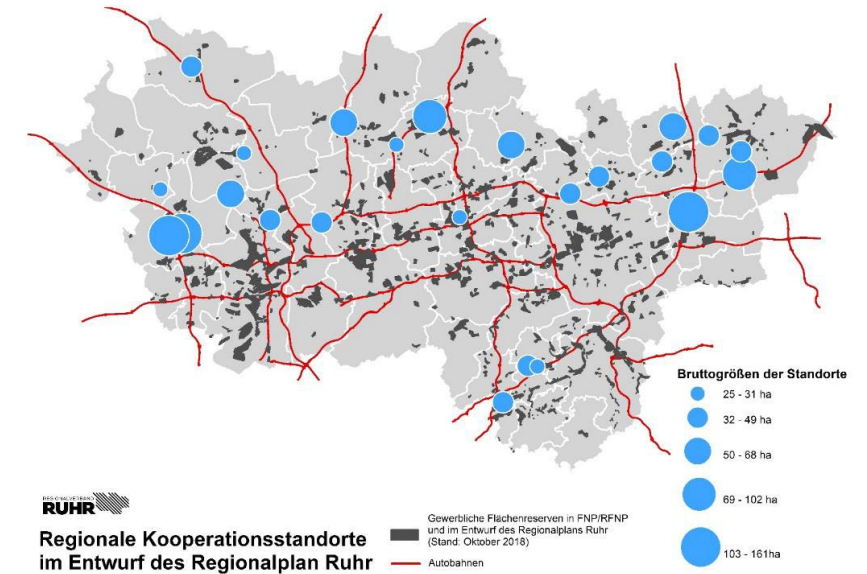 Bruttogrößen der Standorte
25 - 31 ha
32 - 49 ha
50 - 68 ha
69 - 102 ha
103 - 161ha
REGIONALVERBAND
RUHR
Regionale Kooperationsstandorte
im Entwurf des Regionalplan Ruhr
Gewerbliche Flächenreserven in FNP/RFNP
und im Entwurf des Regionalplans Ruhr
(Stand: Oktober 2018)
Autobahnen